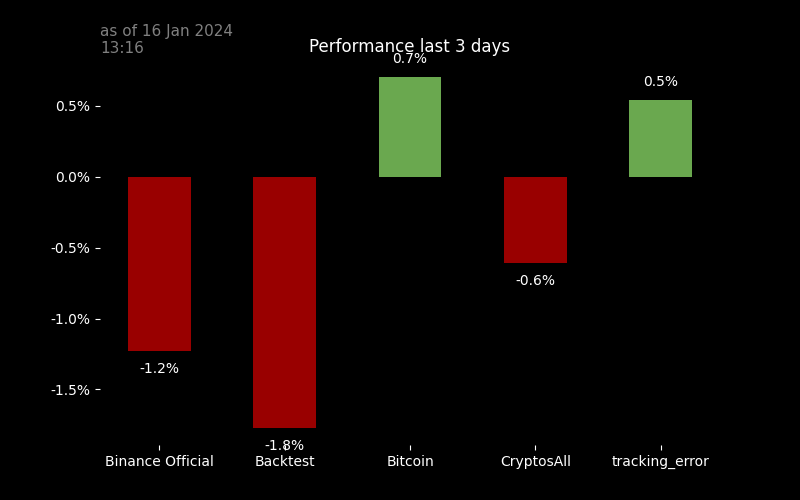 as of 16 Jan 2024
13:16
Performance last 3 days
0.7%
0.5%
0.5%
0.0%
-0.5%
-0.6%
-1.0%
-1.2%
-1.5%
-1.8%
Binance Official
Backtest
Bitcoin
CryptosAll
tracking_error